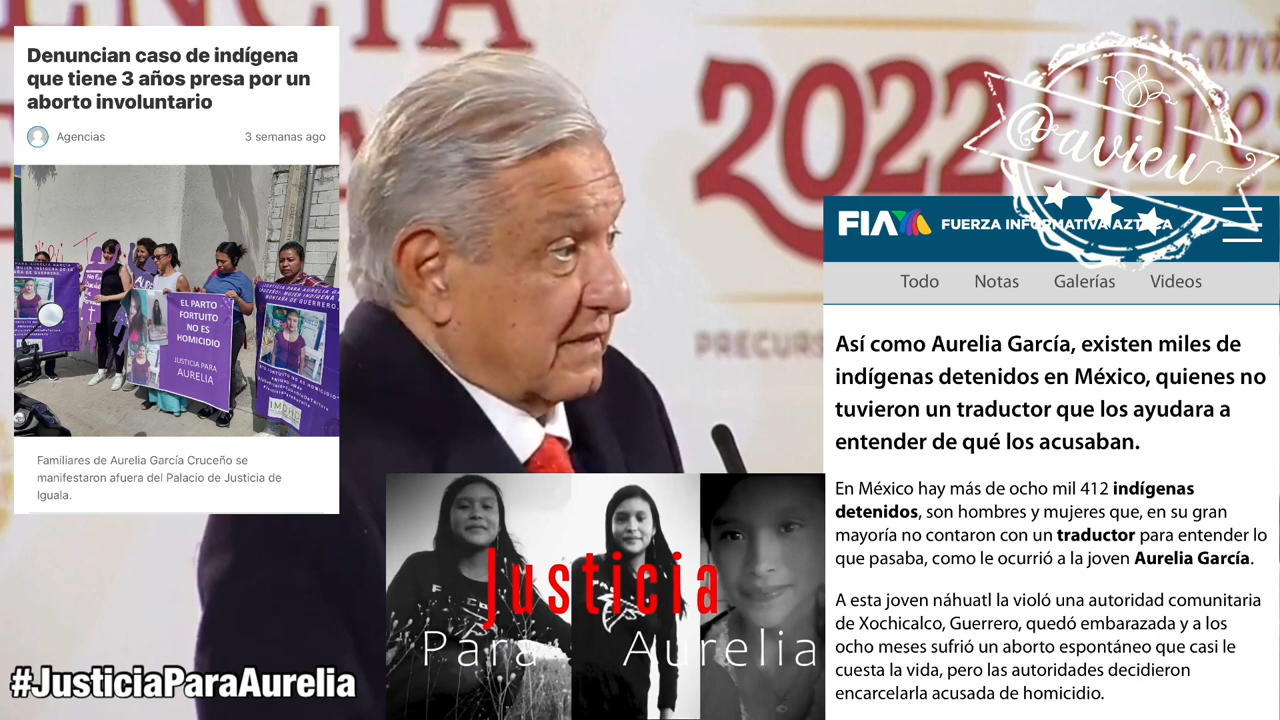 Denuncian caso de indígena
que tiene 3 años presa por un
aborto involuntario
Agencias
3 semanas ago
EL PARTO
FORTUITO
NO ES
HOMICIDIO
JUSTICIA PARA
AURELIA
Familiares de Aurelia García Cruceño se
manifestaron afuera del Palacio de Justicia de
Iguala.
2022
@avieu
FIA FUERZA INFORMATIVA AZTECA
Todo Notas Galerías Videos
Así como Aurelia García, existen miles de
indígenas detenidos en México, quienes no
tuvieron un traductor que los ayudara a
entender de qué los acusaban.
En México hay más de ocho mil 412 indígenas
detenidos, son hombres y mujeres que, en su gran
mayoría no contaron con un traductor para entender lo
que pasaba, como le ocurrió a la joven Aurelia García.
A esta joven náhuatl la violó una autoridad comunitaria
de Xochicalco, Guerrero, quedó embarazada y a los
ocho meses sufrió un aborto espontáneo que casi le
cuesta la vida, pero las autoridades decidieron
encarcelarla acusada de homicidio.
Justicia
Para Aurelia
#JusticiaParaAurelia